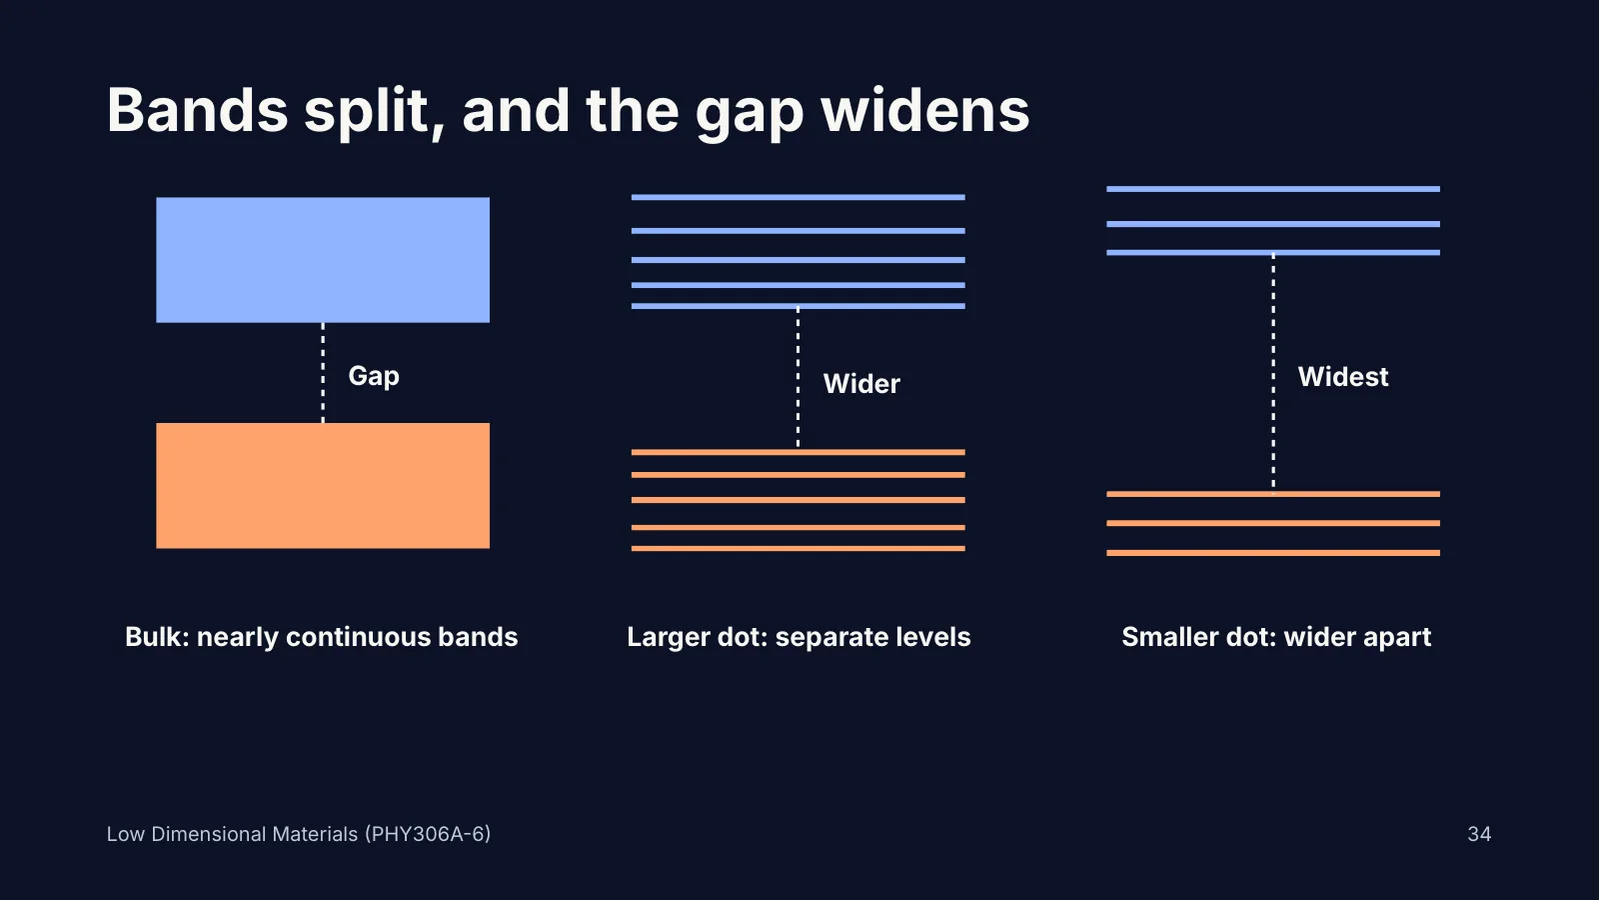 Bands split, and the gap widens
Gap
Wider
Widest
Bulk: nearly continuous bands
Larger dot: separate levels
Smaller dot: wider apart
Low Dimensional Materials (PHY306A-6)
34